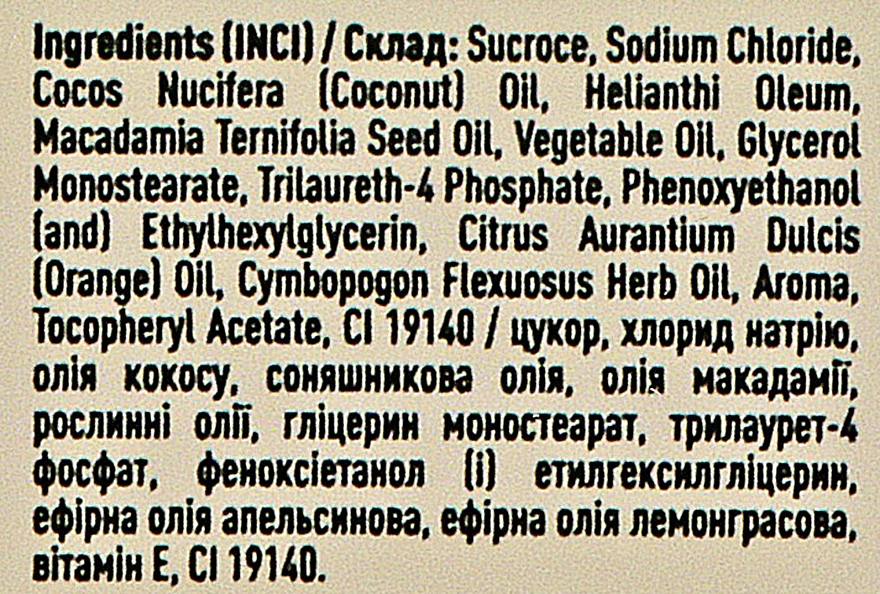 Ingredients (INCI) / Склад: Sucroce, Sodium Chloride,
Cocos Nucifera (Coconut) Oil, Helianthi Oleum,
Macadamia Ternifolia Seed Oil, Vegetable Oil, Glycerol
Monostearate, Trilaureth-4 Phosphate, Phenoxyethanol
(and) Ethylhexylglycerin, Citrus Aurantium Dulcis
(Orange) Oil, Cymbopogon Flexuosus Herb Oil, Aroma,
Tocopheryl Acetate, CI 19140 / цукор, хлорид натрію,
олія кокосу, соняшникова олія, олія макадамії,
рослинні олії, гліцерин моностеарат, трилаурет-4
фосфат, феноксіетанол (і) етилгексилгліцерин,
ефірна олія апельсинова, ефірна олія лемонграсова,
вітамін Е, CI 19140.